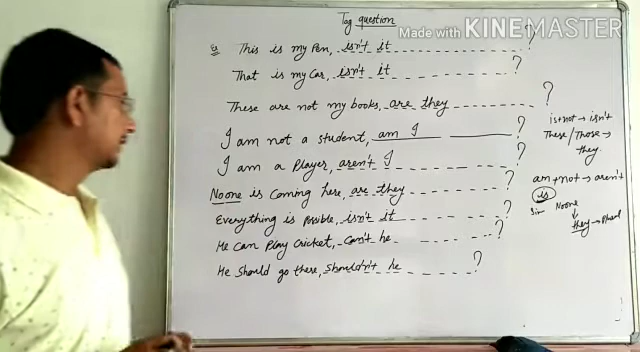 Tag question
Made with KINEMASTER
Ex This is my Pen, isn't it ?
That is my Car, isn't it ?
These are not my books, are they ?
I am not a student, am I ?
I am a Player, aren't I ?
Noone is Coming here, are they ?
Everything is possible, isn't it ?
He Can Play Cricket, Can't he ?
He Should go there, Shouldn't he ?
is+not → isn't
These / Those →
they
am+not → aren't
is
Noone
↓
they →